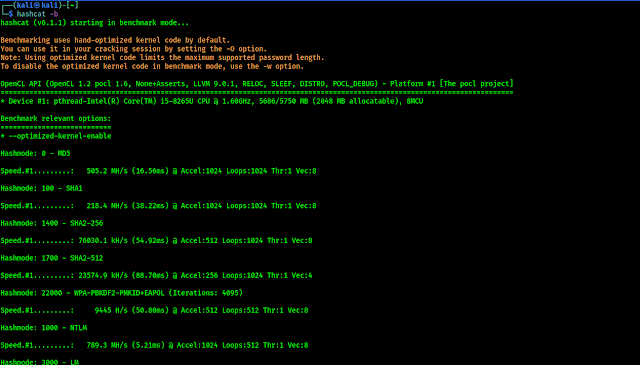 ┌──(kali㉿kali)-[~]
└─$ hashcat -b
hashcat (v6.1.1) starting in benchmark mode...
Benchmarking uses hand-optimized kernel code by default.
You can use it in your cracking session by setting the -O option.
Note: Using optimized kernel code limits the maximum supported password length.
To disable the optimized kernel code in benchmark mode, use the -w option.
OpenCL API (OpenCL 1.2 pocl 1.6, None+Asserts, LLVM 9.0.1, RELOC, SLEEF, DISTRO, POCL_DEBUG) - Platform #1 [The pocl project]
=============================================================================================================================
* Device #1: pthread-Intel(R) Core(TM) i5-8265U CPU @ 1.60GHz, 5686/5750 MB (2048 MB allocatable), 8MCU
Benchmark relevant options:
===========================
* --optimized-kernel-enable
Hashmode: 0 - MD5
Speed.#1.........:   505.2 MH/s (16.56ms) @ Accel:1024 Loops:1024 Thr:1 Vec:8
Hashmode: 100 - SHA1
Speed.#1.........:   218.4 MH/s (38.22ms) @ Accel:1024 Loops:1024 Thr:1 Vec:8
Hashmode: 1400 - SHA2-256
Speed.#1.........: 76030.1 kH/s (54.92ms) @ Accel:512 Loops:1024 Thr:1 Vec:8
Hashmode: 1700 - SHA2-512
Speed.#1.........: 23574.9 kH/s (88.70ms) @ Accel:256 Loops:1024 Thr:1 Vec:4
Hashmode: 22000 - WPA-PBKDF2-PMKID+EAPOL (Iterations: 4095)
Speed.#1.........:     9445 H/s (50.80ms) @ Accel:512 Loops:512 Thr:1 Vec:8
Hashmode: 1000 - NTLM
Speed.#1.........:   789.3 MH/s (5.21ms) @ Accel:1024 Loops:512 Thr:1 Vec:8
Hashmode: 3000 - LM